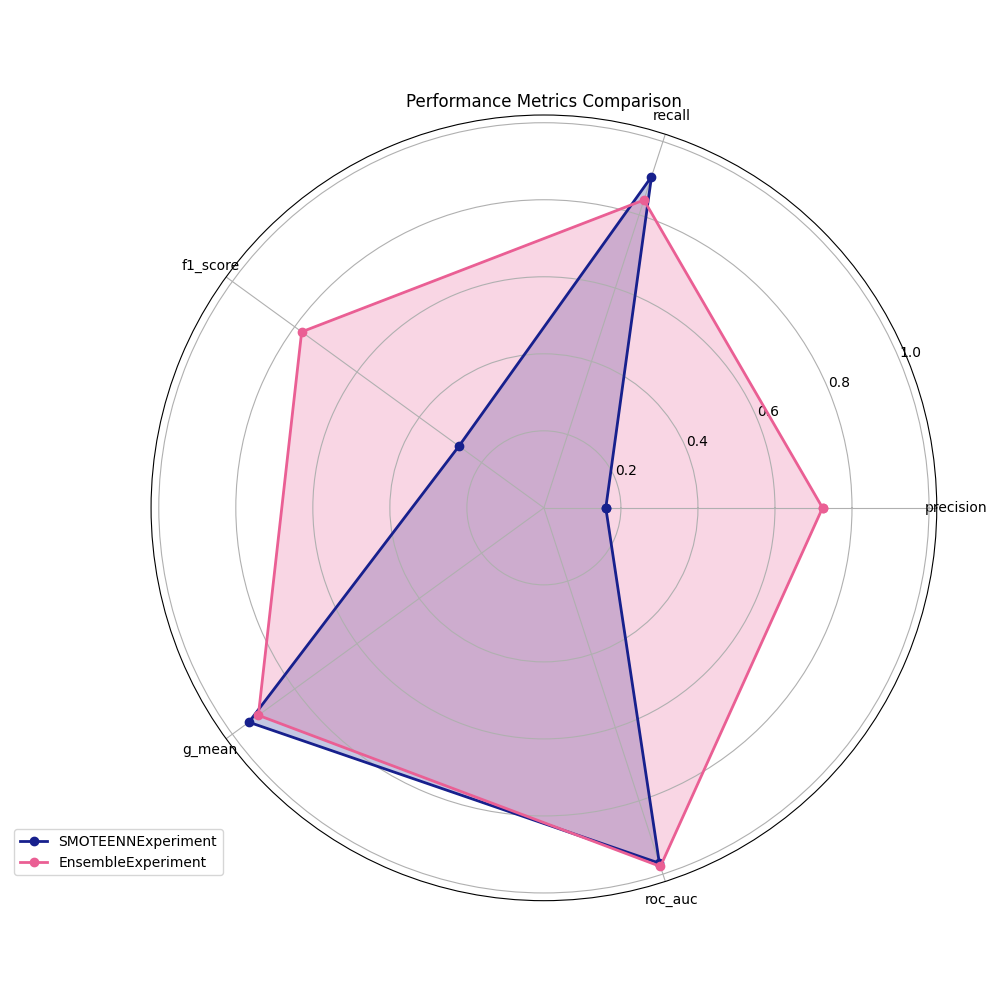 Performance Metrics Comparison
recall
f1_score
1.0
0.8
0.6
0.4
0.2
precision
g_mean
SMOTEENNExperiment
EnsembleExperiment
roc_auc